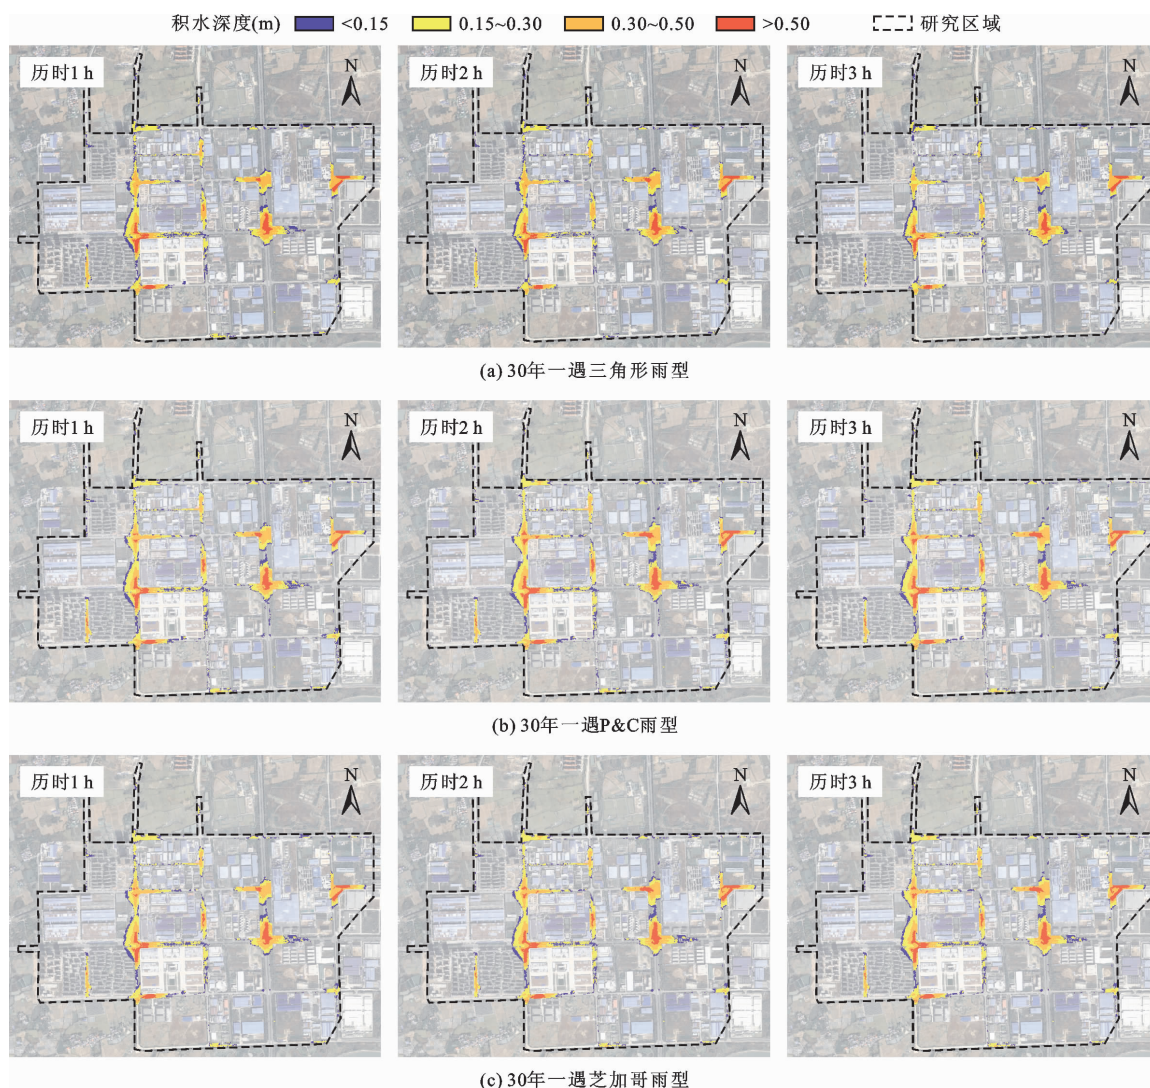 积水深度(m) <0.15 0.15~0.30 0.30~0.50 >0.50 研究区域
历时1 h N 历时2 h N 历时3 h N
(a) 30年一遇三角形雨型
历时1 h N 历时2 h N 历时3 h N
(b) 30年一遇P&C雨型
历时1 h N 历时2 h N 历时3 h N
(c) 30年一遇芝加哥雨型